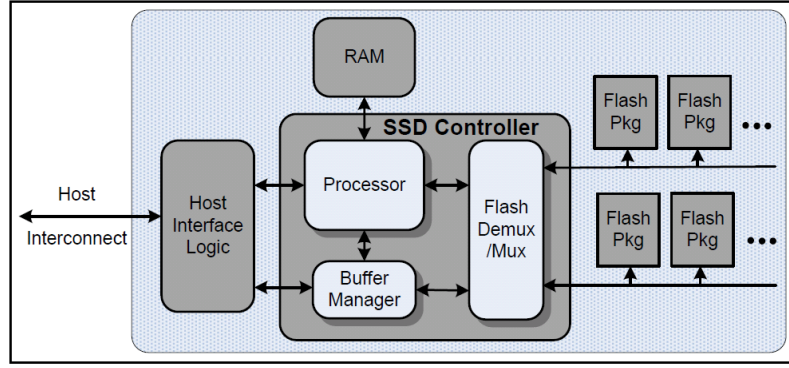 RAM
SSD Controller
Flash
Pkg
Flash
Pkg
Host
Interconnect
Host
Interface
Logic
Processor
Flash
Demux
/Mux
Buffer
Manager
Flash
Pkg
Flash
Pkg